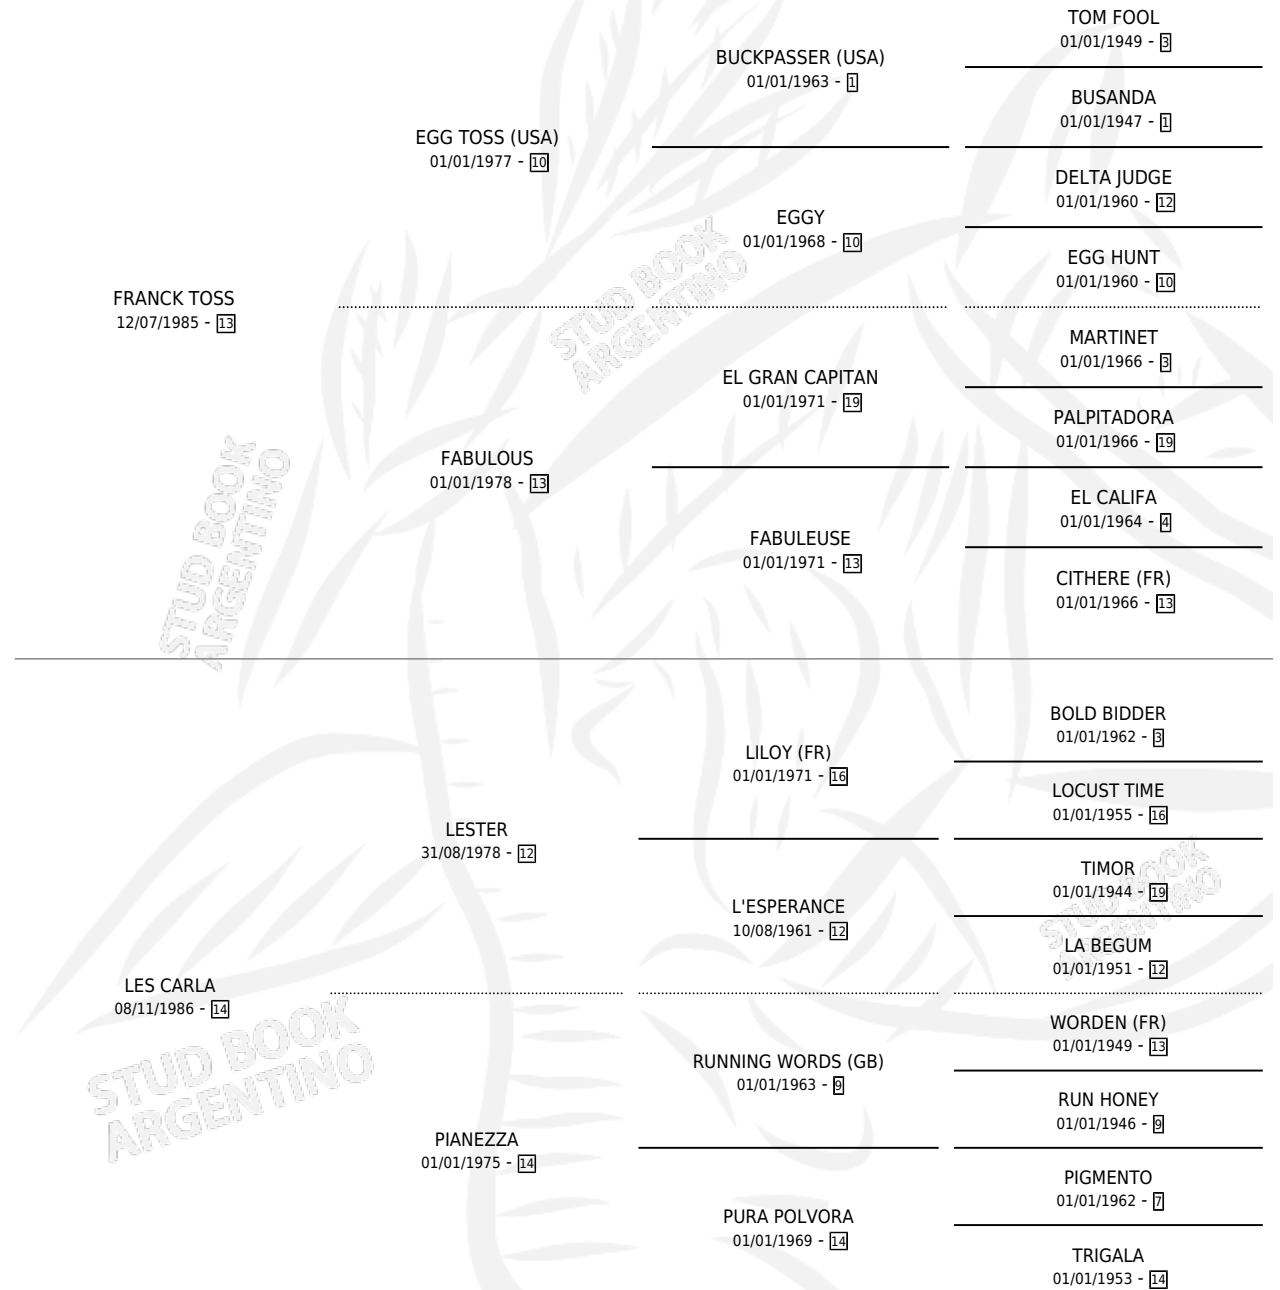 TOM FOOL
01/01/1949 - 3
BUCKPASSER (USA)
01/01/1963 - 1
BUSANDA
01/01/1947 - 1
EGG TOSS (USA)
01/01/1977 - 10
DELTA JUDGE
01/01/1960 - 12
EGGY
01/01/1968 - 10
EGG HUNT
01/01/1960 - 10
FRANCK TOSS
12/07/1985 - 13
STUD BOOK
ARGENTINO
MARTINET
01/01/1966 - 3
EL GRAN CAPITAN
01/01/1971 - 19
PALPITADORA
01/01/1966 - 19
FABULOUS
01/01/1978 - 13
EL CALIFA
01/01/1964 - 4
FABULEUSE
01/01/1971 - 13
CITHERE (FR)
01/01/1966 - 13
STUD BOOK
ARGENTINO
BOLD BIDDER
01/01/1962 - 3
LILOY (FR)
01/01/1971 - 16
LOCUST TIME
01/01/1955 - 16
LESTER
31/08/1978 - 12
TIMOR
01/01/1944 - 19
L'ESPERANCE
10/08/1961 - 12
STUD BOOK
ARGENTINO
LA BEGUM
01/01/1951 - 12
LES CARLA
08/11/1986 - 14
STUD BOOK
ARGENTINO
WORDEN (FR)
01/01/1949 - 13
RUNNING WORDS (GB)
01/01/1963 - 9
RUN HONEY
01/01/1946 - 9
PIANEZZA
01/01/1975 - 14
PIGMENTO
01/01/1962 - 7
PURA POLVORA
01/01/1969 - 14
TRIGALA
01/01/1953 - 14